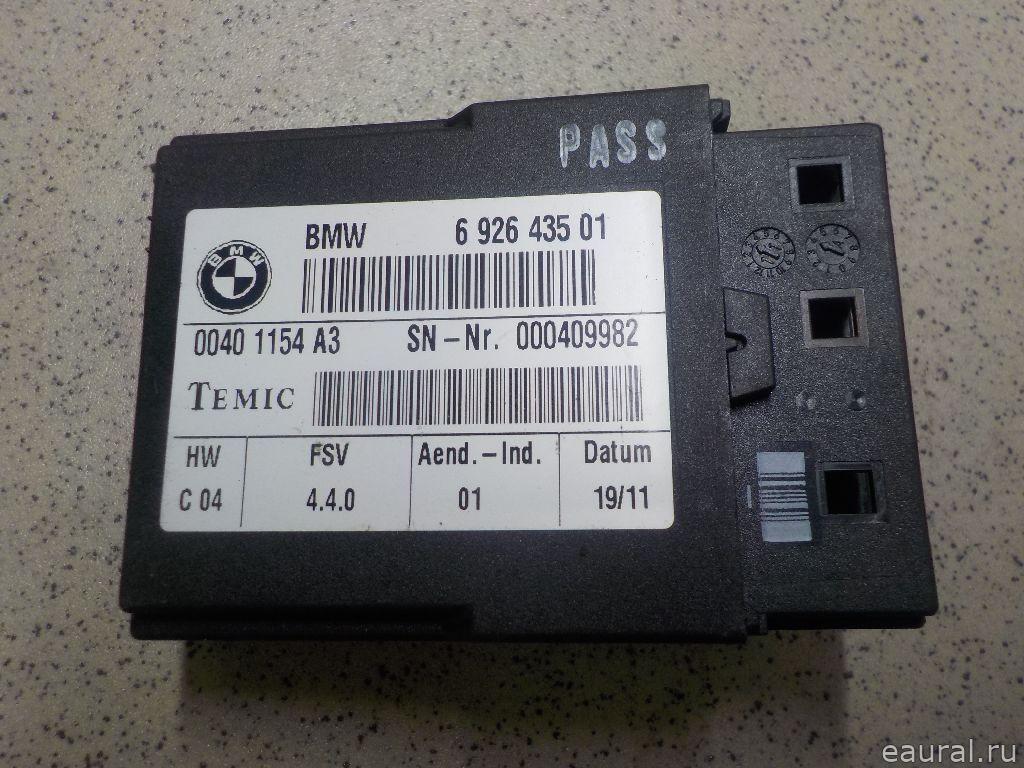 PASS
BMW 6 926 435 01
BMW
0040 1154 A3 SN-Nr. 000409982
TEMIC
HW FSV Aend.-Ind. Datum
C 04 4.4.0 01 19/11
eaural.ru